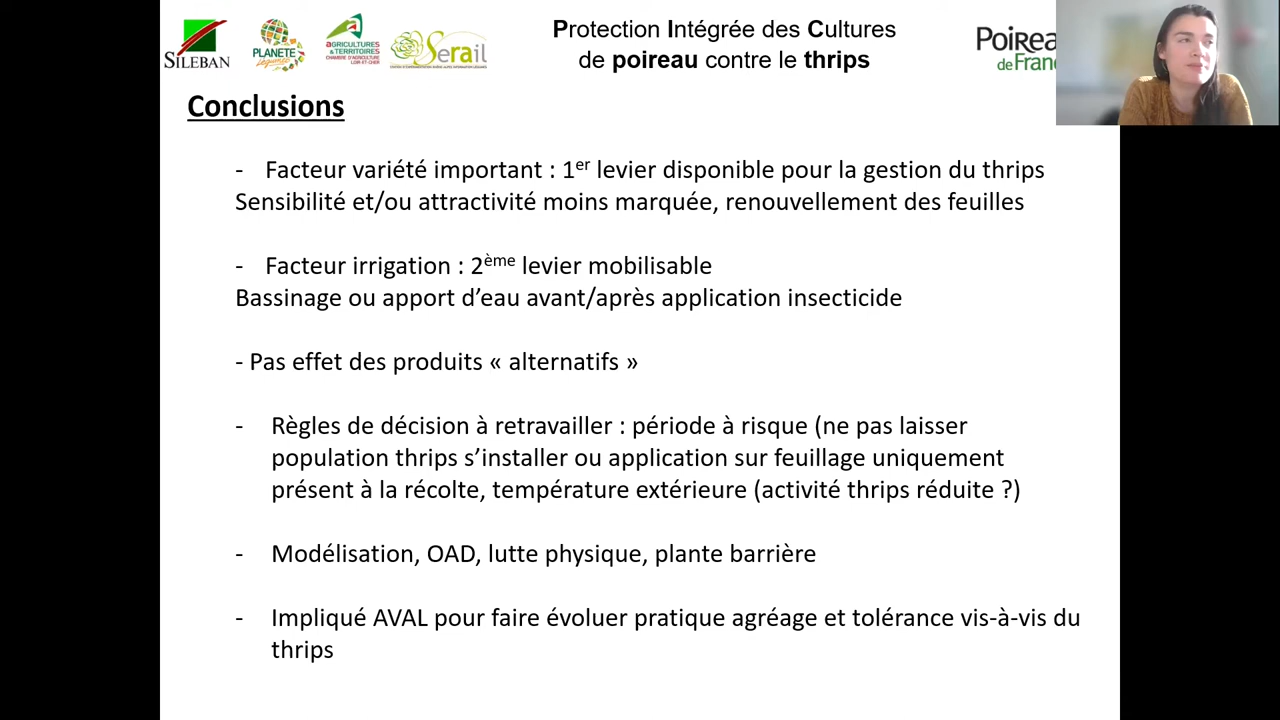 SILEBAN
PLANETE
Légumes
AGRICULTURES
& TERRITOIRES
CHAMBRE D'AGRICULTURE
LOIR-ET-CHER
Serail
Protection Intégrée des Cultures
de poireau contre le thrips
Poirea
de Fran
Conclusions
- Facteur variété important : 1er levier disponible pour la gestion du thrips
Sensibilité et/ou attractivité moins marquée, renouvellement des feuilles
- Facteur irrigation : 2ème levier mobilisable
Bassinage ou apport d’eau avant/après application insecticide
- Pas effet des produits « alternatifs »
- Règles de décision à retravailler : période à risque (ne pas laisser
population thrips s’installer ou application sur feuillage uniquement
présent à la récolte, température extérieure (activité thrips réduite ?)
- Modélisation, OAD, lutte physique, plante barrière
- Impliqué AVAL pour faire évoluer pratique agréage et tolérance vis-à-vis du
thrips